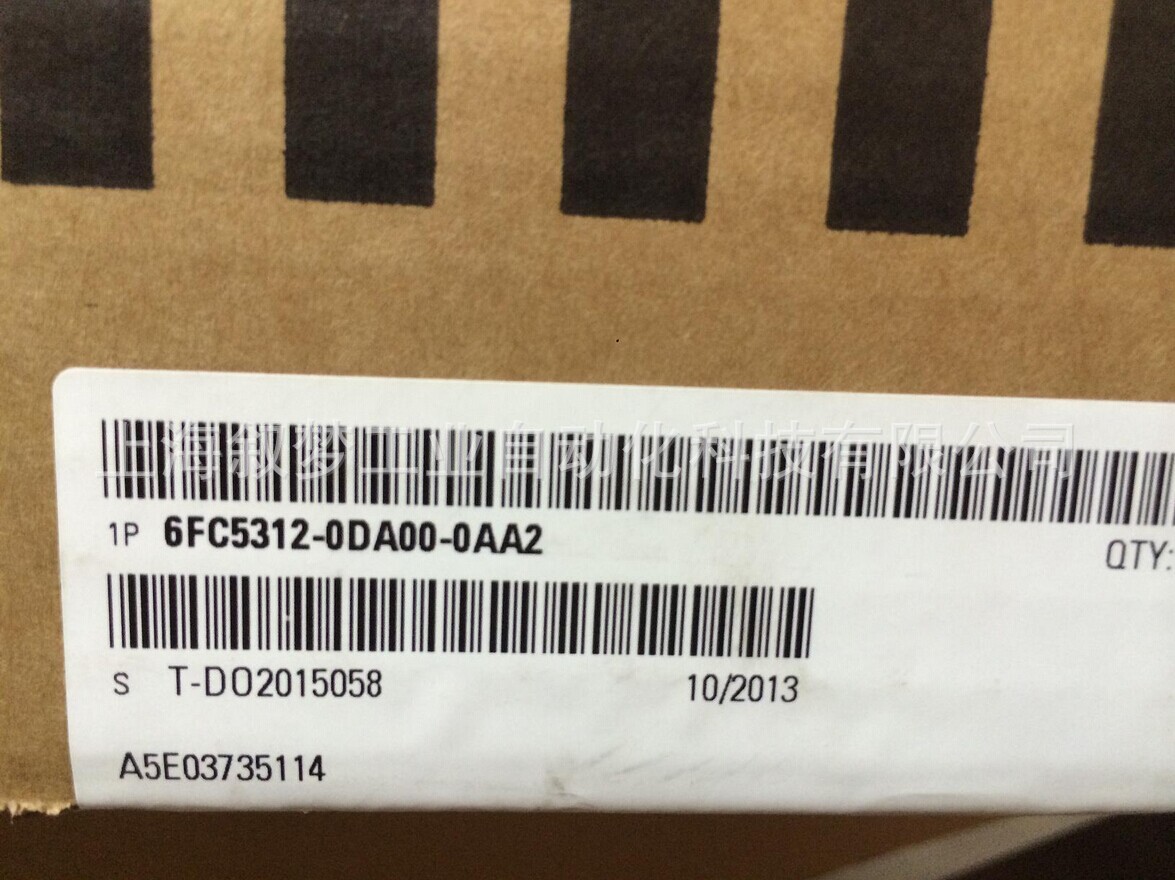 上海叙梦工业自动化科技有限公司
1P 6FC5312-0DA00-0AA2
QTY:
S T-DO2015058 10/2013
A5E03735114